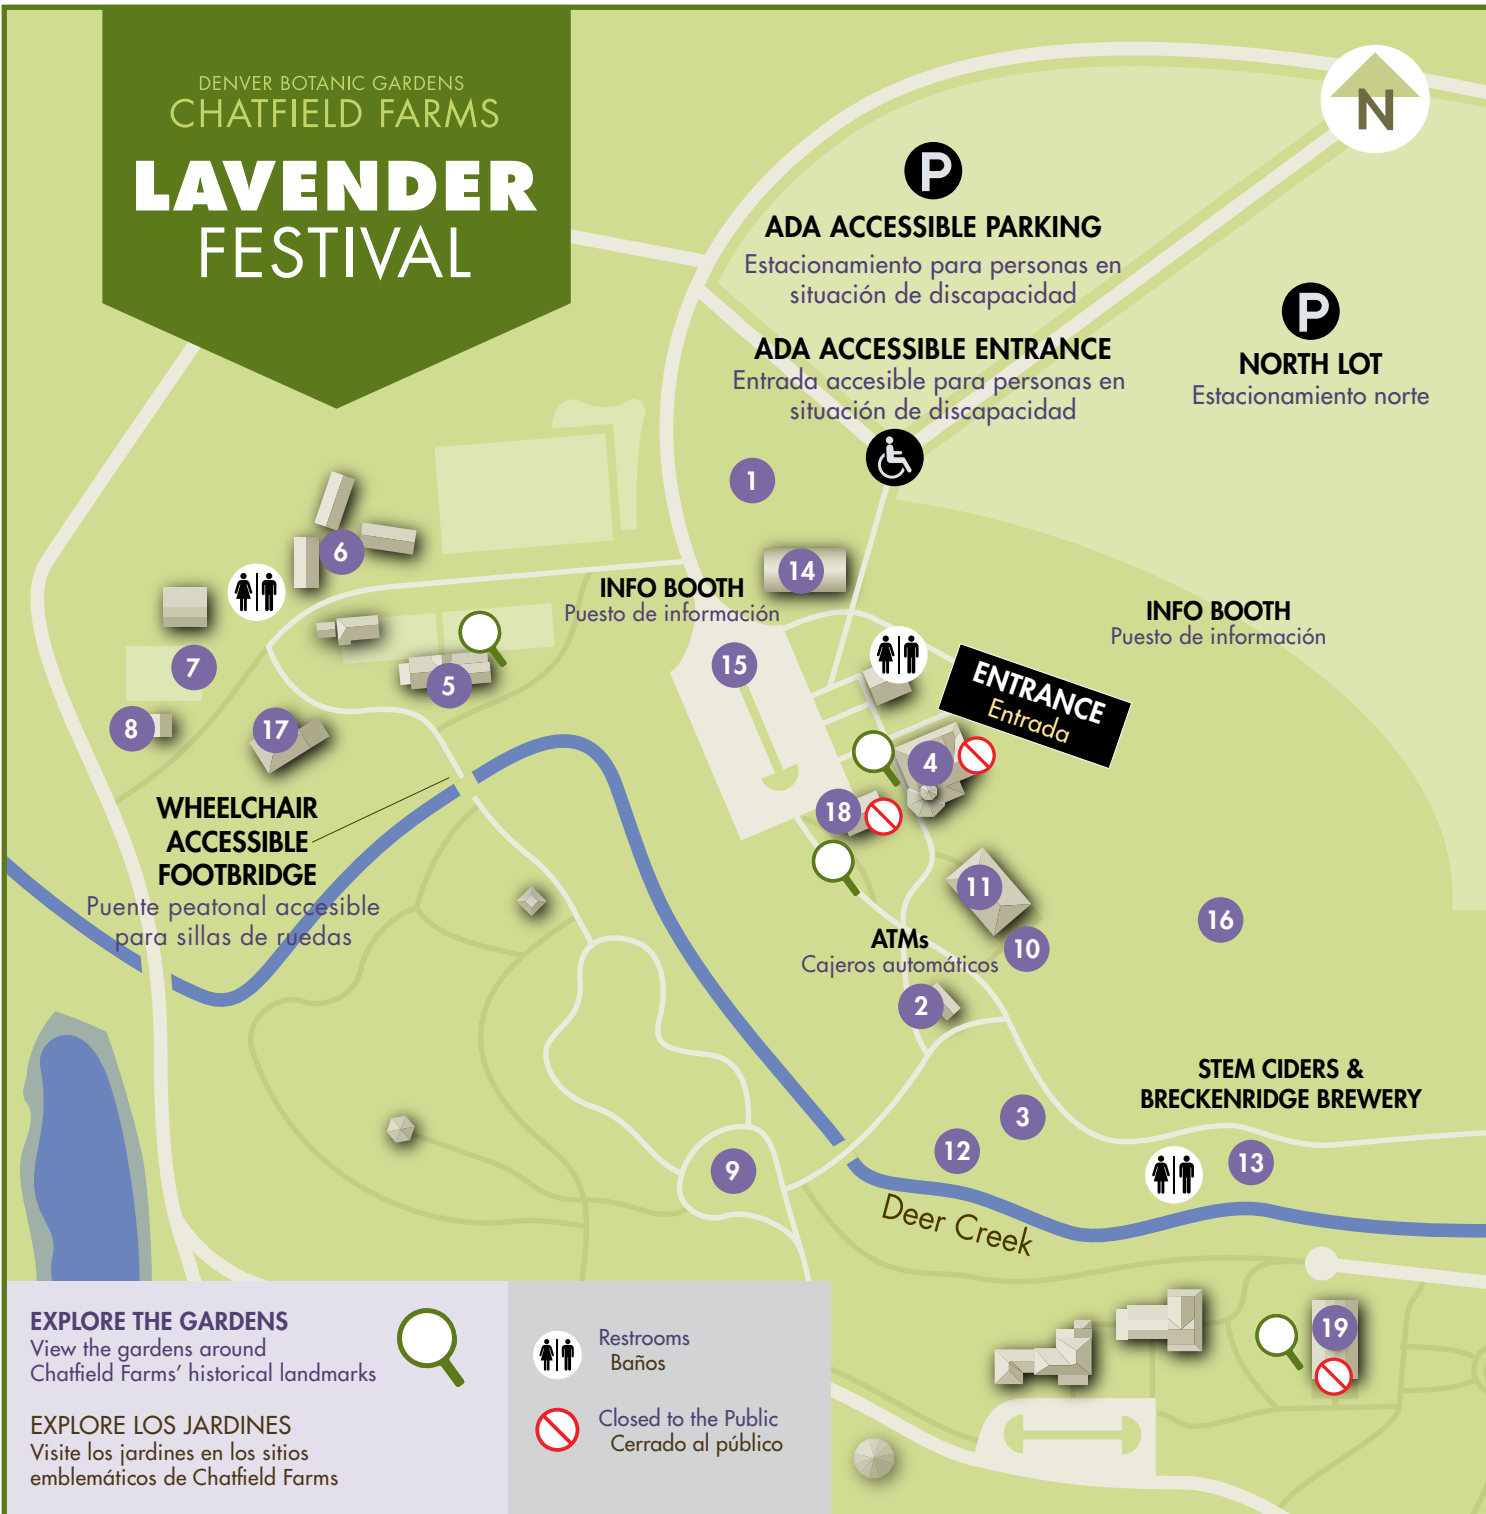 DENVER BOTANIC GARDENS
CHATFIELD FARMS
LAVENDER
FESTIVAL
N
P
ADA ACCESSIBLE PARKING
Estacionamiento para personas en
situación de discapacidad
P
NORTH LOT
Estacionamiento norte
ADA ACCESSIBLE ENTRANCE
Entrada accesible para personas en
situación de discapacidad
1
6
14
INFO BOOTH
Puesto de información
INFO BOOTH
Puesto de información
15
7
5
ENTRANCE
Entrada
8
17
4
18
WHEELCHAIR
ACCESSIBLE
FOOTBRIDGE
Puente peatonal accesible
para sillas de ruedas
11
16
ATMs
Cajeros automáticos
10
2
STEM CIDERS &
BRECKENRIDGE BREWERY
3
12
13
9
Deer Creek
19
EXPLORE THE GARDENS
View the gardens around
Chatfield Farms' historical landmarks
EXPLORE LOS JARDINES
Visite los jardines en los sitios
emblemáticos de Chatfield Farms
Restrooms
Baños
Closed to the Public
Cerrado al público